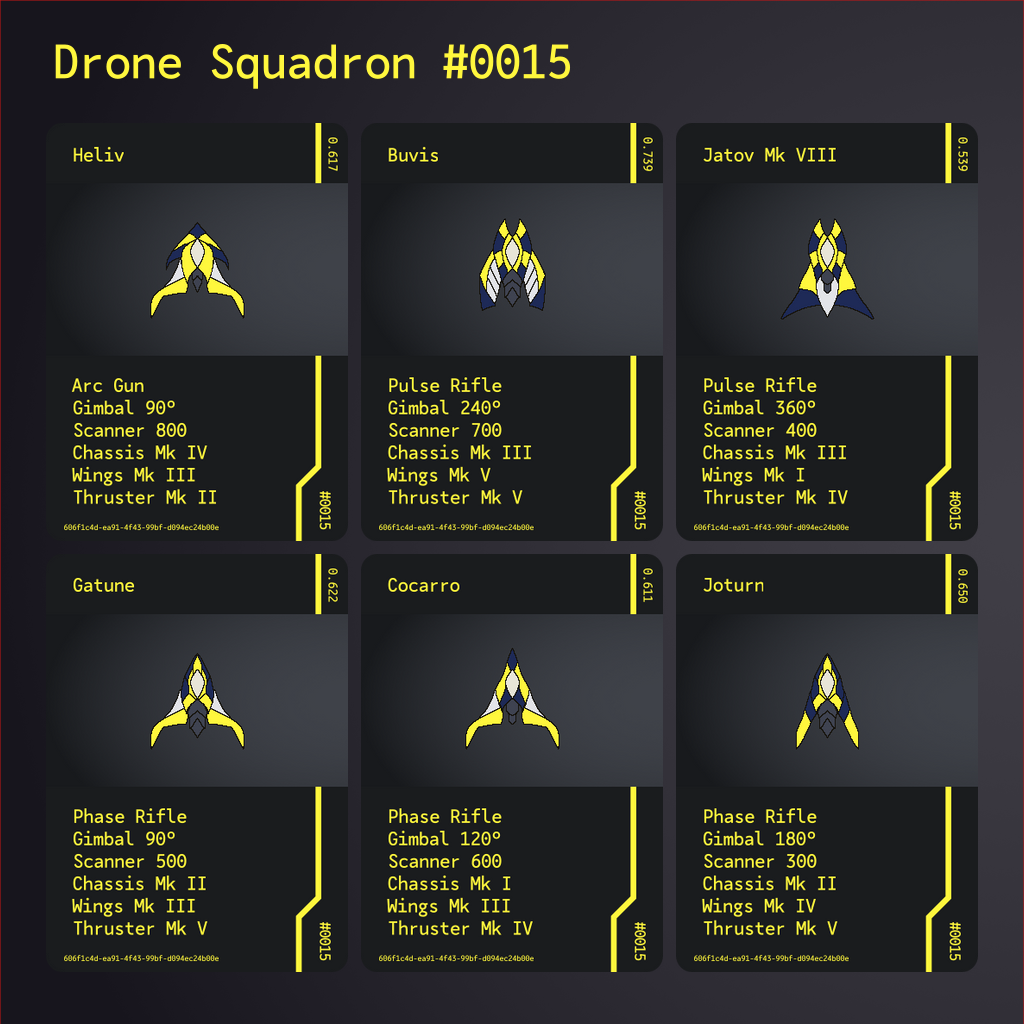 Drone Squadron #0015
Heliv
0.617
Arc Gun
Gimbal 90°
Scanner 800
Chassis Mk IV
Wings Mk III
Thruster Mk II
#0015
606f1c4d-ea91-4f43-99bf-d094ec24b00e
Buvis
0.739
Pulse Rifle
Gimbal 240°
Scanner 700
Chassis Mk III
Wings Mk V
Thruster Mk V
#0015
606f1c4d-ea91-4f43-99bf-d094ec24b00e
Jatov Mk VIII
0.539
Pulse Rifle
Gimbal 360°
Scanner 400
Chassis Mk III
Wings Mk I
Thruster Mk IV
#0015
606f1c4d-ea91-4f43-99bf-d094ec24b00e
Gatune
0.622
Phase Rifle
Gimbal 90°
Scanner 500
Chassis Mk II
Wings Mk III
Thruster Mk V
#0015
606f1c4d-ea91-4f43-99bf-d094ec24b00e
Cocarro
0.611
Phase Rifle
Gimbal 120°
Scanner 600
Chassis Mk I
Wings Mk III
Thruster Mk IV
#0015
606f1c4d-ea91-4f43-99bf-d094ec24b00e
Joturn
0.650
Phase Rifle
Gimbal 180°
Scanner 300
Chassis Mk II
Wings Mk IV
Thruster Mk V
#0015
606f1c4d-ea91-4f43-99bf-d094ec24b00e